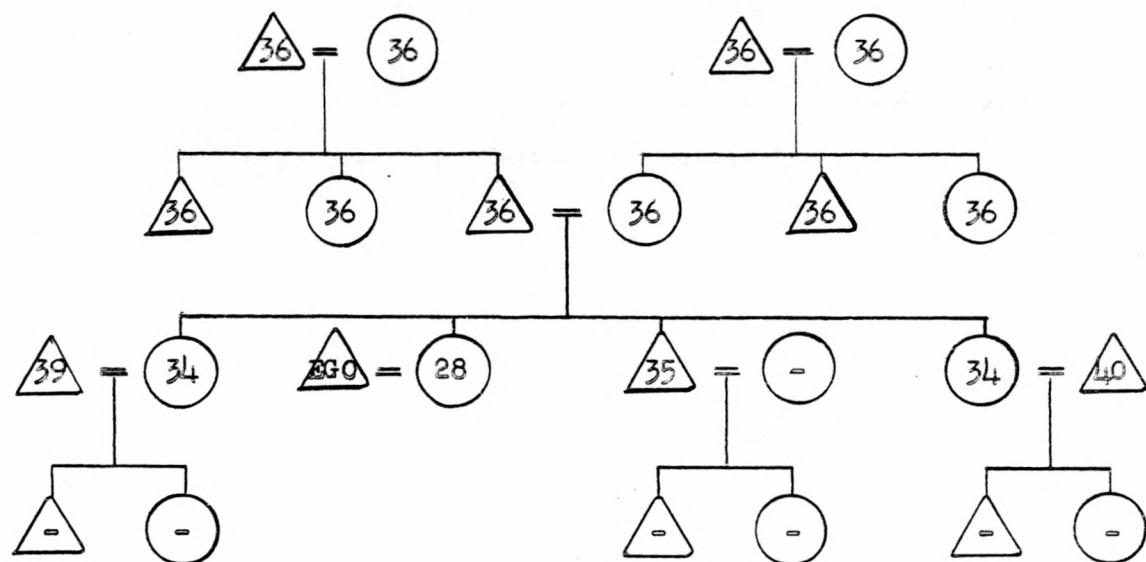 36 = 36 36 = 36
36 36 36 = 36 36 36
39 = 34 EGO = 28 35 = - 34 = 40
- - - - - -